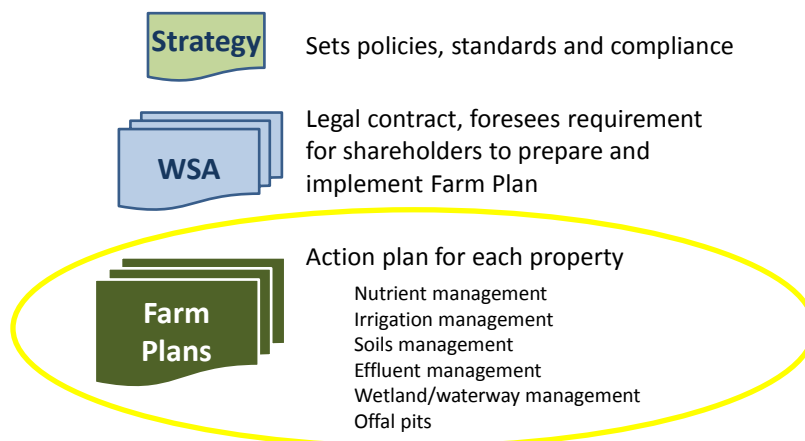 Strategy
Sets policies, standards and compliance
WSA
Legal contract, foresees requirement
for shareholders to prepare and
implement Farm Plan
Farm
Plans
Action plan for each property
Nutrient management
Irrigation management
Soils management
Effluent management
Wetland/waterway management
Offal pits